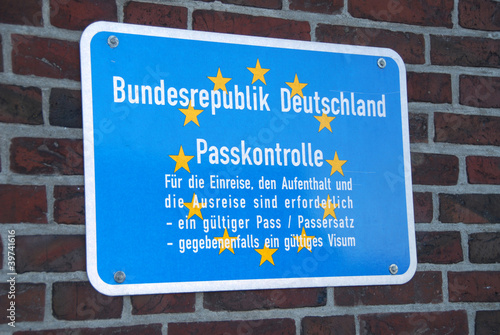 Bundesrepublik Deutschland
Passkontrolle
Für die Einreise, den Aufenthalt und
die Ausreise sind erforderlich
- ein gültiger Pass / Passersatz
- gegebenenfalls ein gültiges Visum
© 39741616